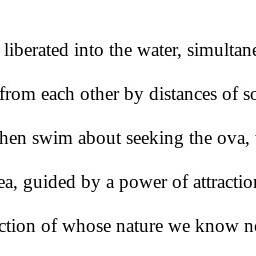 liberated into the water, simultane
from each other by distances of so
hen swim about seeking the ova,
ea, guided by a power of attraction
ction of whose nature we know n